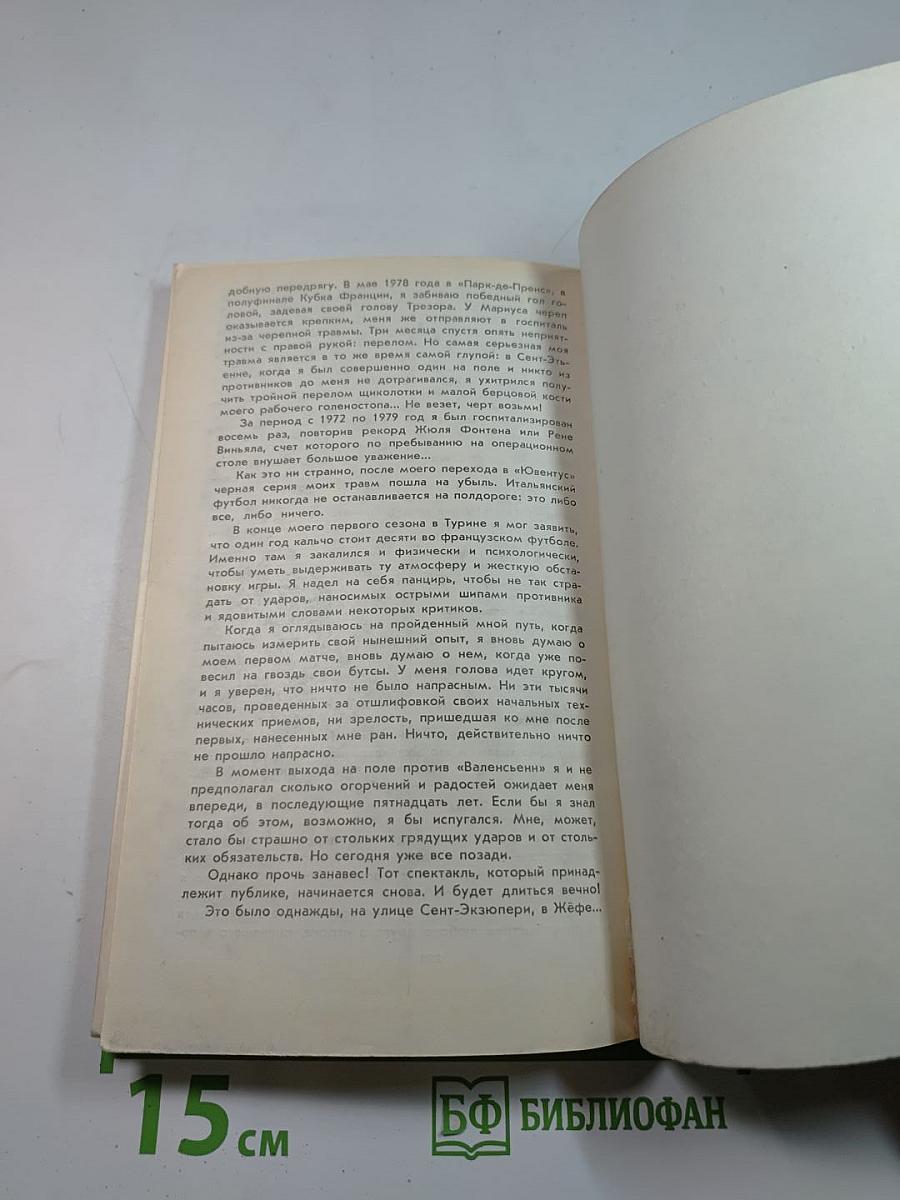 добную передрягу. В мае 1978 года в «Парк-де-Пренс», в
полуфинале Кубка Франции, я забиваю победный гол го-
ловой, задевая своей голову Трезора. У Мариуса череп
оказывается крепким, меня же отправляют в госпиталь
из-за черепной травмы. Три месяца спустя опять неприят-
ности с правой рукой: перелом. Но самая серьезная моя
травма является в то же время самой глупой: в Сент-Эть-
енне, когда я был совершенно один на поле и никто из
противников до меня не дотрагивался, я ухитрился полу-
чить тройной перелом щиколотки и малой берцовой кости
моего рабочего голеностопа... Не везет, черт возьми!
За период с 1972 по 1979 год я был госпитализирован
восемь раз, повторив рекорд Жюля Фонтена или Рене
Виньяла, счет которого по пребыванию на операционном
столе внушает большое уважение...
Как это ни странно, после моего перехода в «Ювентус»
черная серия моих травм пошла на убыль. Итальянский
футбол никогда не останавливается на полдороге: это либо
все, либо ничего.
В конце моего первого сезона в Турине я мог заявить,
что один год кальчо стоит десяти во французском футболе.
Именно там я закалился и физически и психологически,
чтобы уметь выдерживать ту атмосферу и жесткую обста-
новку игры. Я надел на себя панцирь, чтобы не так стра-
дать от ударов, наносимых острыми шипами противника
и ядовитыми словами некоторых критиков.
Когда я оглядываюсь на пройденный мной путь, когда
пытаюсь измерить свой нынешний опыт, я вновь думаю о
моем первом матче, вновь думаю о нем, когда уже по-
весил на гвоздь свои бутсы. У меня голова идет кругом,
и я уверен, что ничто не было напрасным. Ни эти тысячи
часов, проведенных за отшлифовкой своих начальных тех-
нических приемов, ни зрелость, пришедшая ко мне после
первых, нанесенных мне ран. Ничто, действительно ничто
не прошло напрасно.
В момент выхода на поле против «Валенсьенн» я и не
предполагал сколько огорчений и радостей ожидает меня
впереди, в последующие пятнадцать лет. Если бы я знал
тогда об этом, возможно, я бы испугался. Мне, может,
стало бы страшно от стольких грядущих ударов и от столь-
ких обязательств. Но сегодня уже все позади.
Однако прочь занавес! Тот спектакль, который принад-
лежит публике, начинается снова. И будет длиться вечно!
Это было однажды, на улице Сент-Экзюпери, в Жёфе...
15 см
БФ БИБЛИОФАН